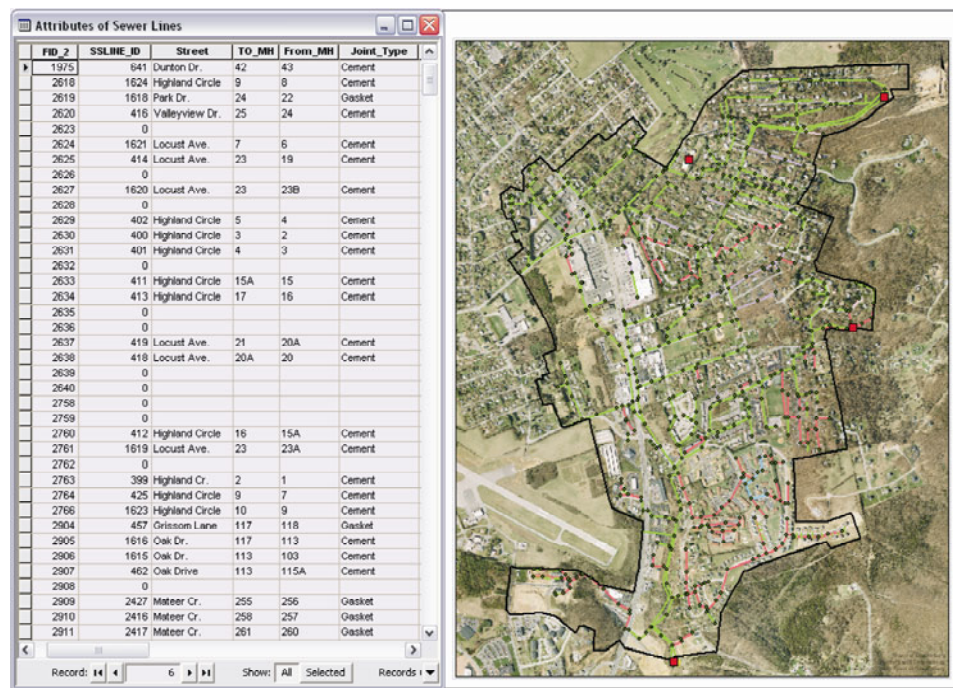 Attributes of Sewer Lines
FID_2 SSLINE_ID Street TO_MH From_MH Joint_Type
1975 641 Dunton Dr. 42 43 Cement
2618 1624 Highland Circle 9 8 Cement
2619 1618 Park Dr. 24 22 Gasket
2620 416 Valleyview Dr. 25 24 Cement
2623 0
2624 1621 Locust Ave. 7 6 Cement
2625 414 Locust Ave. 23 19 Cement
2626 0
2627 1620 Locust Ave. 23 23B Cement
2628 0
2629 402 Highland Circle 5 4 Cement
2630 400 Highland Circle 3 2 Cement
2631 401 Highland Circle 4 3 Cement
2632 0
2633 411 Highland Circle 15A 15 Cement
2634 413 Highland Circle 17 16 Cement
2635 0
2636 0
2637 419 Locust Ave. 21 20A Cement
2638 418 Locust Ave. 20A 20 Cement
2639 0
2640 0
2758 0
2759 0
2760 412 Highland Circle 16 15A Cement
2761 1619 Locust Ave. 23 23A Cement
2762 0
2763 399 Highland Cr. 2 1 Cement
2764 425 Highland Circle 9 7 Cement
2766 1623 Highland Circle 10 9 Cement
2904 457 Grissom Lane 117 118 Gasket
2905 1616 Oak Dr. 117 113 Cement
2906 1615 Oak Dr. 113 103 Cement
2907 462 Oak Drive 113 115A Cement
2908 0
2909 2427 Mateer Cr. 255 256 Gasket
2910 2416 Mateer Cr. 258 257 Gasket
2911 2417 Mateer Cr. 261 260 Gasket
Record: 6 Show: All Selected Records